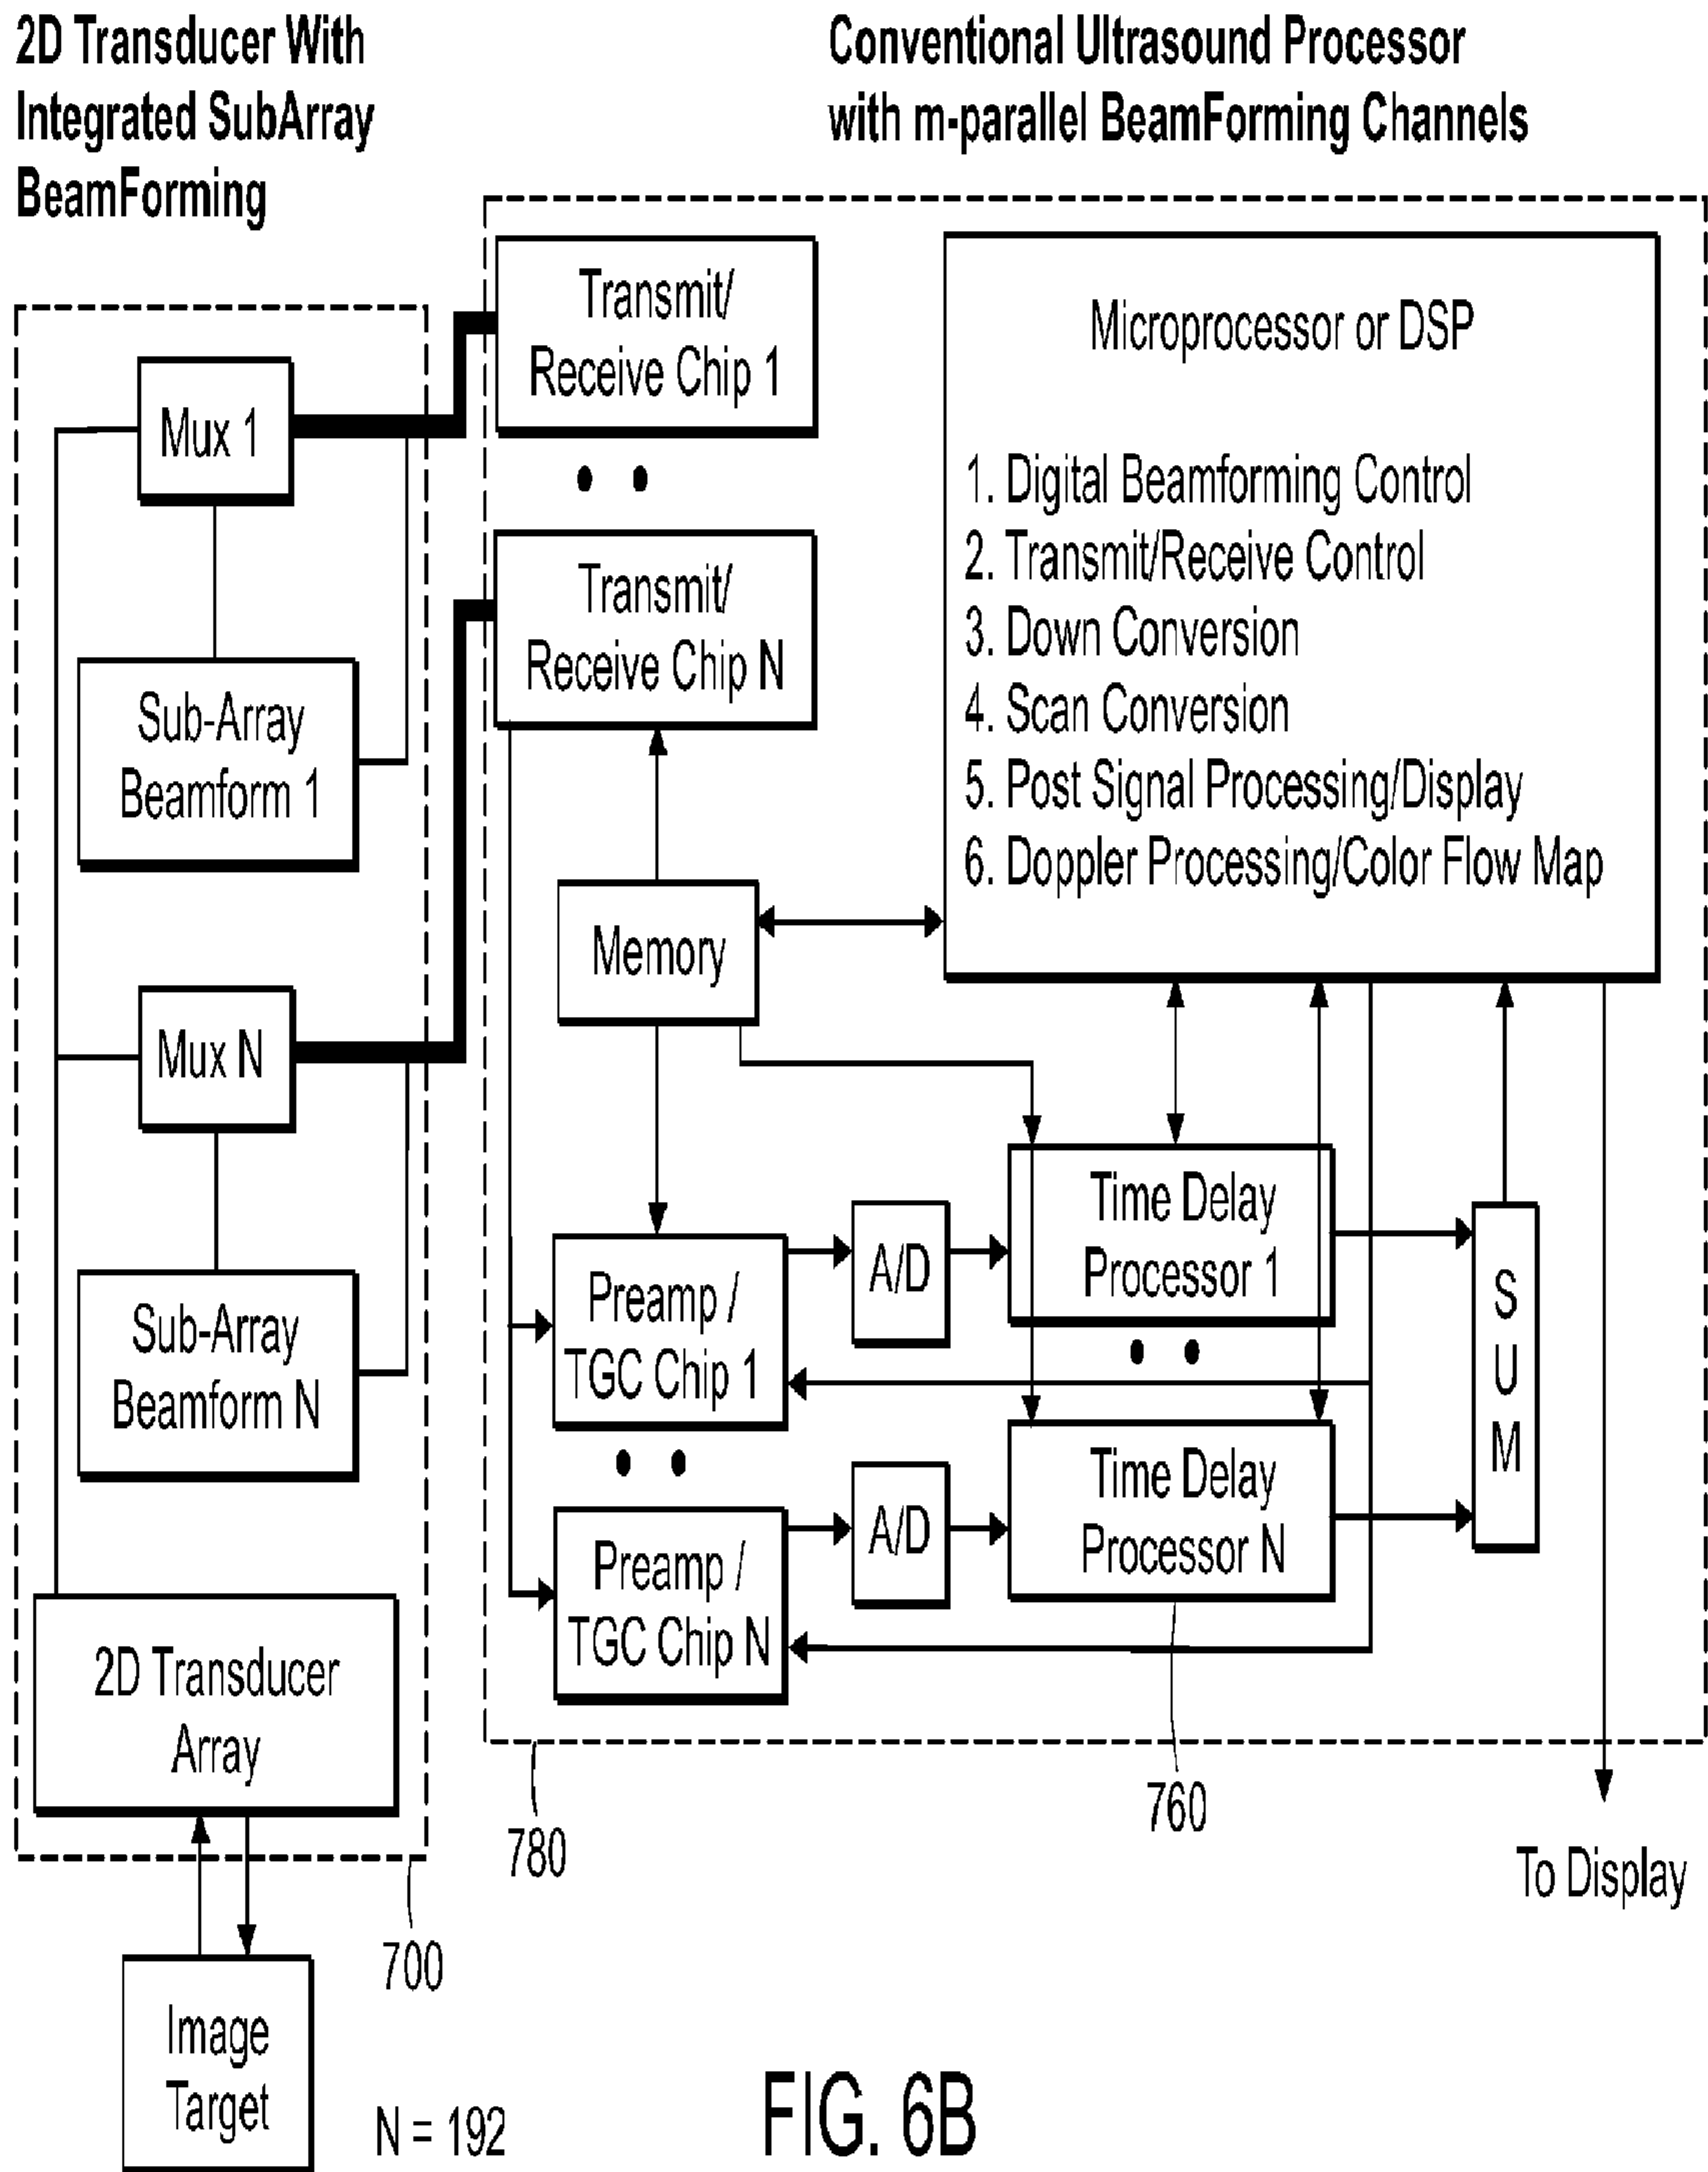 2D Transducer With
Integrated SubArray
BeamForming
Conventional Ultrasound Processor
with m-parallel BeamForming Channels
Mux 1
Sub-Array
Beamform 1
Mux N
Sub-Array
Beamform N
2D Transducer
Array
Image
Target
700
N = 192
Transmit/
Receive Chip 1
Transmit/
Receive Chip N
Microprocessor or DSP
1. Digital Beamforming Control
2. Transmit/Receive Control
3. Down Conversion
4. Scan Conversion
5. Post Signal Processing/Display
6. Doppler Processing/Color Flow Map
Memory
Preamp /
TGC Chip 1
A/D
Time Delay
Processor 1
Preamp /
TGC Chip N
A/D
Time Delay
Processor N
S
U
M
780
760
To Display
FIG. 6B